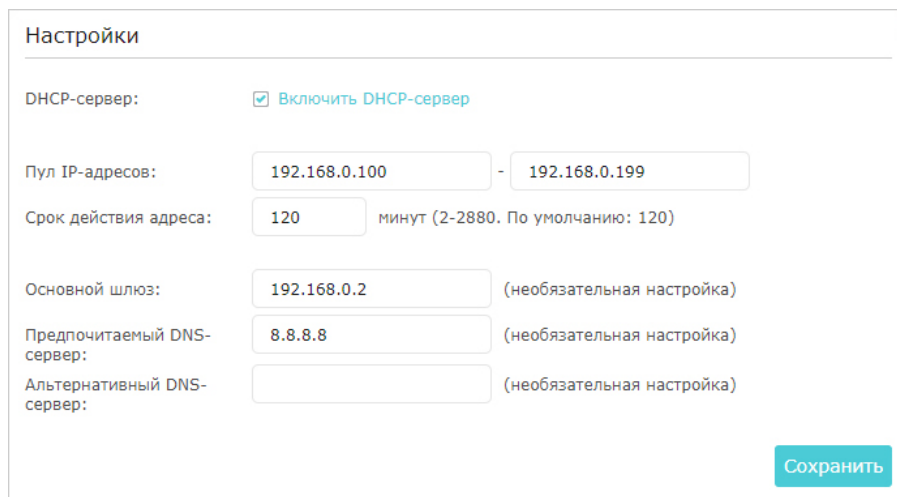 Настройки
DHCP-сервер: Включить DHCP-сервер
Пул IP-адресов: 192.168.0.100 - 192.168.0.199
Срок действия адреса: 120 минут (2-2880. По умолчанию: 120)
Основной шлюз: 192.168.0.2 (необязательная настройка)
Предпочитаемый DNS- 8.8.8.8 (необязательная настройка)
сервер:
Альтернативный DNS- (необязательная настройка)
сервер:
Сохранить